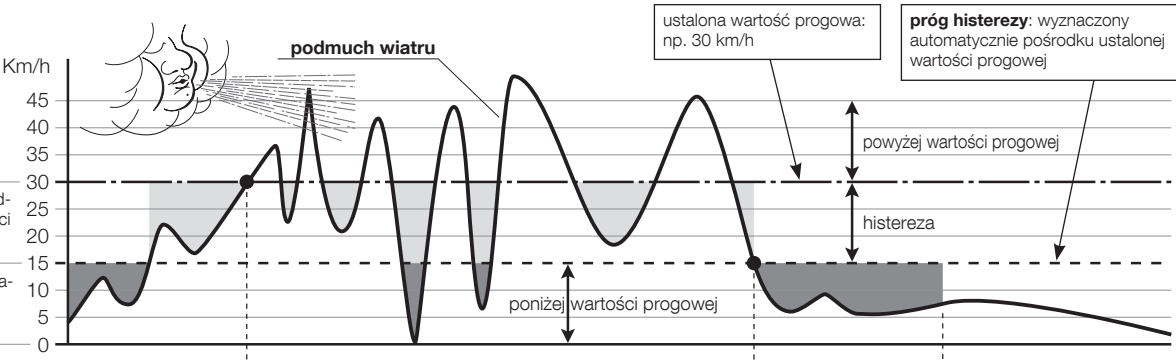 ustalona wartość progowa:
np. 30 km/h
próg histerezy: wyznaczony
automatycznie pośrodku ustalonej
wartości progowej
podmuch wiatru
Km/h
45
40
35
30
25
20
15
10
5
0
powyżej wartości progowej
histereza
poniżej wartości progowej
d-
ci
a-